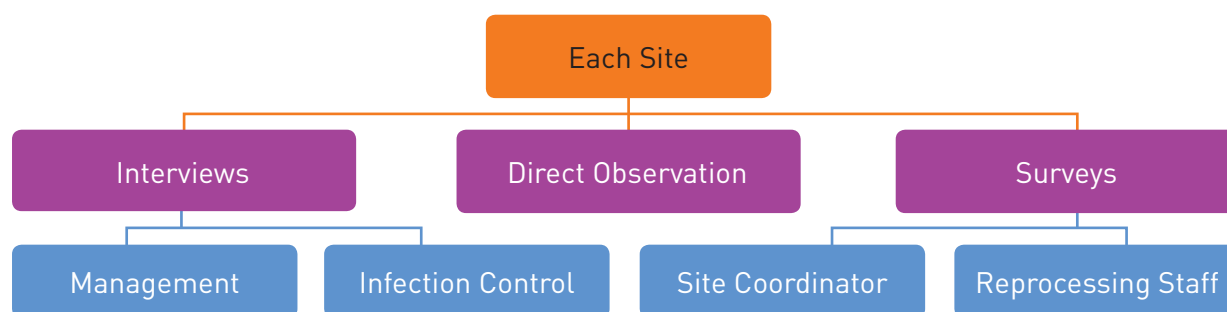 Each Site
Interviews
Direct Observation
Surveys
Management
Infection Control
Site Coordinator
Reprocessing Staff